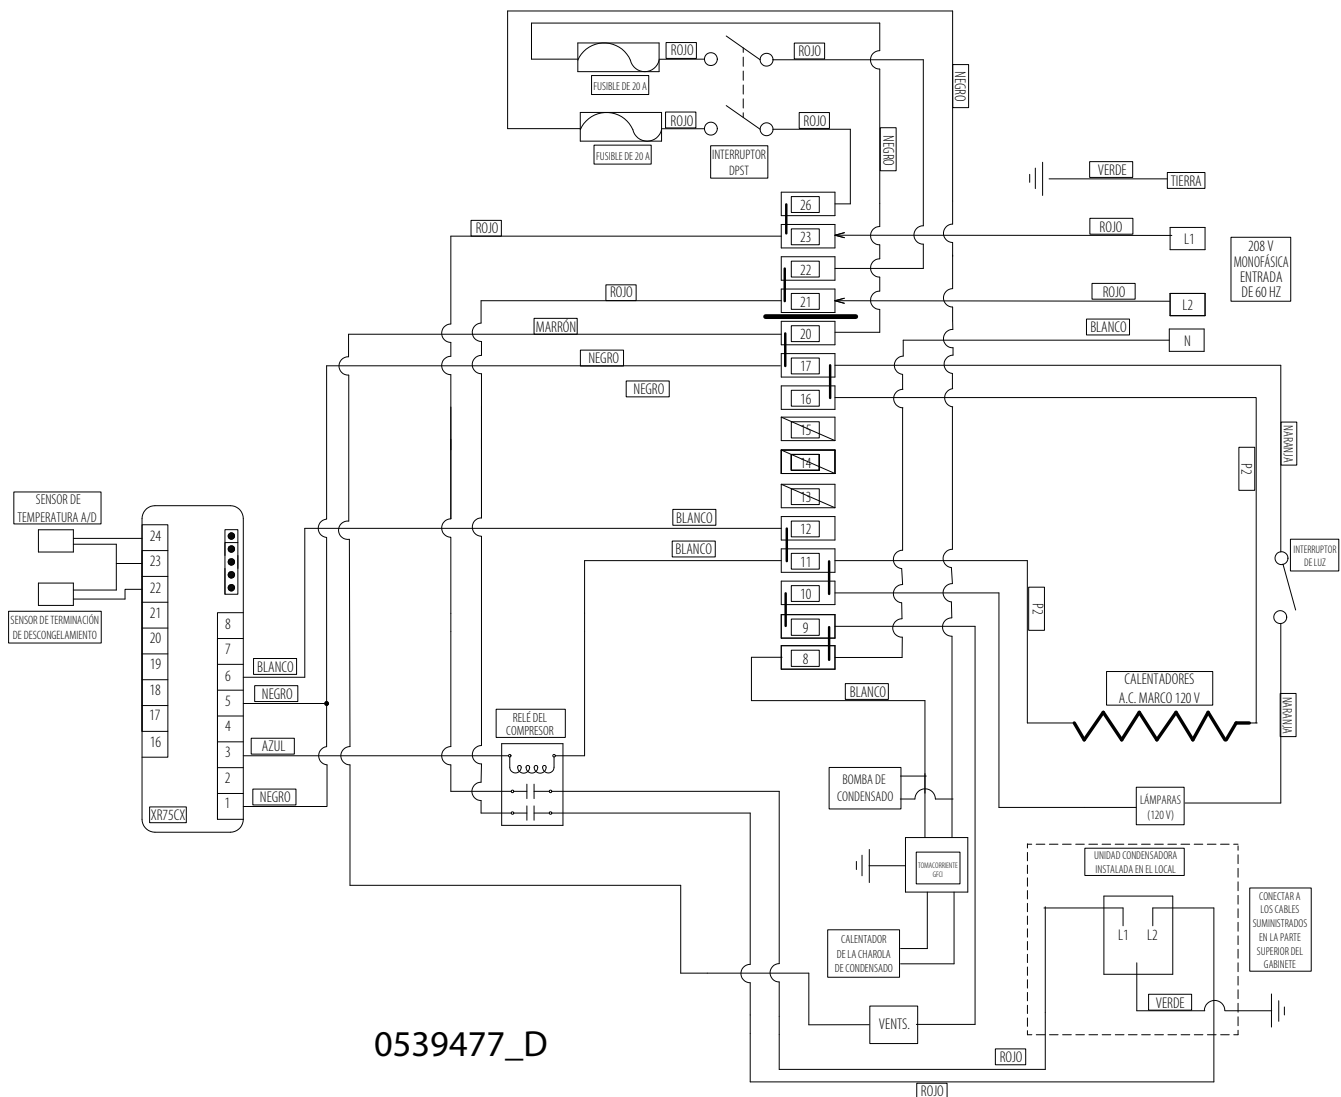 ROJO
ROJO
FUSIBLE DE 20 A
NEGRO
ROJO
ROJO
FUSIBLE DE 20 A
INTERRUPTOR
DPST
NEGRO
VERDE
TIERRA
26
ROJO
23
ROJO
L1
208 V
MONOFÁSICA
ENTRADA
DE 60 HZ
22
ROJO
21
ROJO
L2
MARRÓN
20
BLANCO
N
NEGRO
17
NEGRO
16
15
NARANJA
P2
14
13
SENSOR DE
TEMPERATURA A/D
BLANCO
12
BLANCO
11
INTERRUPTOR
DE LUZ
10
P2
9
8
24
23
22
21
20
19
18
17
16
SENSOR DE TERMINACIÓN
DE DESCONGELAMIENTO
8
7
6
5
4
3
2
1
BLANCO
NEGRO
AZUL
NEGRO
XR75CX
BLANCO
CALENTADORES
A.C. MARCO 120 V
NARANJA
RELÉ DEL
COMPRESOR
BOMBA DE
CONDENSADO
LÁMPARAS
(120 V)
TOMACORRIENTE
GFCI
UNIDAD CONDENSADORA
INSTALADA EN EL LOCAL
L1
L2
VERDE
CONECTAR A
LOS CABLES
SUMINISTRADOS
EN LA PARTE
SUPERIOR DEL
GABINETE
CALENTADOR
DE LA CHAROLA
DE CONDENSADO
VENTS.
0539477_D
ROJO
ROJO